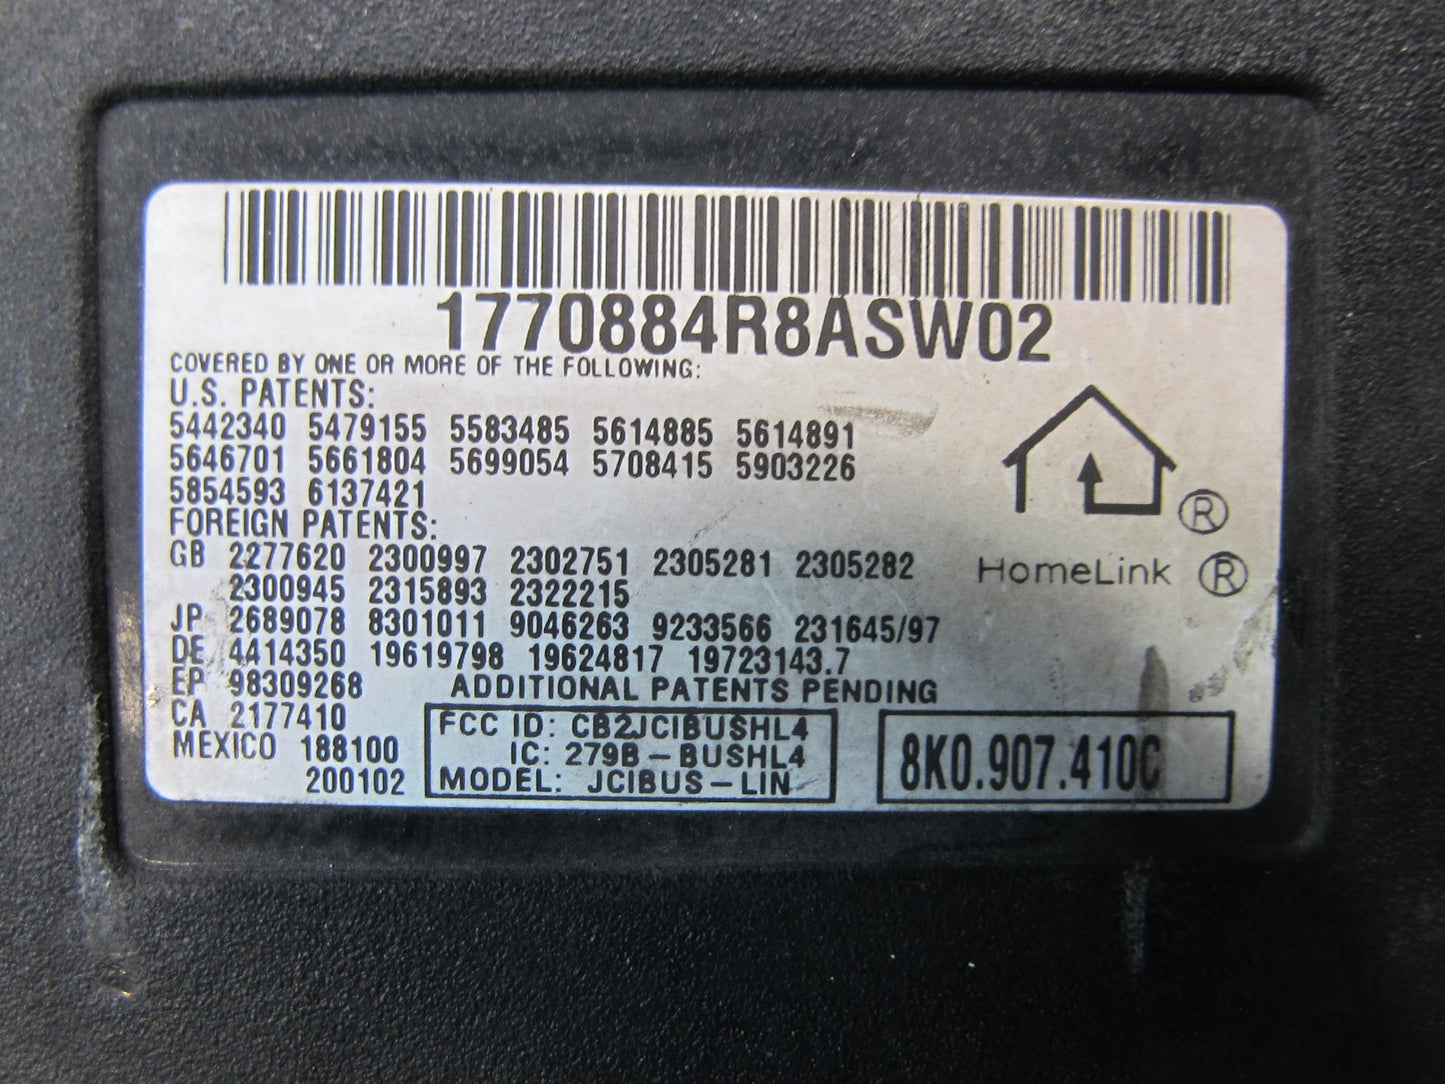 1770884R8ASW02
COVERED BY ONE OR MORE OF THE FOLLOWING:
U.S. PATENTS:
5442340 5479155 5583485 5614885 5614891
5646701 5661804 5699054 5708415 5903226
5854593 6137421
FOREIGN PATENTS:
GB 2277620 2300997 2302751 2305281 2305282
2300945 2315893 2322215
JP 2689078 8301011 9046263 9233566 231645/97
DE 4414350 19619798 19624817 19723143.7
EP 98309268
ADDITIONAL PATENTS PENDING
CA 2177410
MEXICO 188100
200102
FCC ID: CB2JCIBUSHL4
IC: 279B-BUSHL4
MODEL: JCIBUS-LIN
®
HomeLink ®
8K0.907.410C